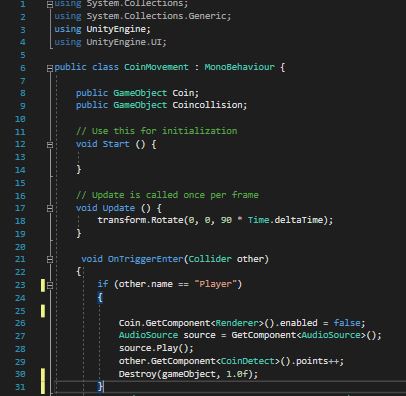 1 using System.Collections;
2 using System.Collections.Generic;
3 using UnityEngine;
4 using UnityEngine.UI;
5
6 public class CoinMovement : MonoBehaviour {
7
8 public GameObject Coin;
9 public GameObject Coincollision;
10
11 // Use this for initialization
12 void Start () {
13
14 }
15
16 // Update is called once per frame
17 void Update () {
18 transform.Rotate(0, 0, 90 * Time.deltaTime);
19 }
20
21 void OnTriggerEnter(Collider other)
22 {
23 if (other.name == "Player")
24 {
25
26 Coin.GetComponent<Renderer>().enabled = false;
27 AudioSource source = GetComponent<AudioSource>();
28 source.Play();
29 other.GetComponent<CoinDetect>().points++;
30 Destroy(gameObject, 1.0f);
31 }